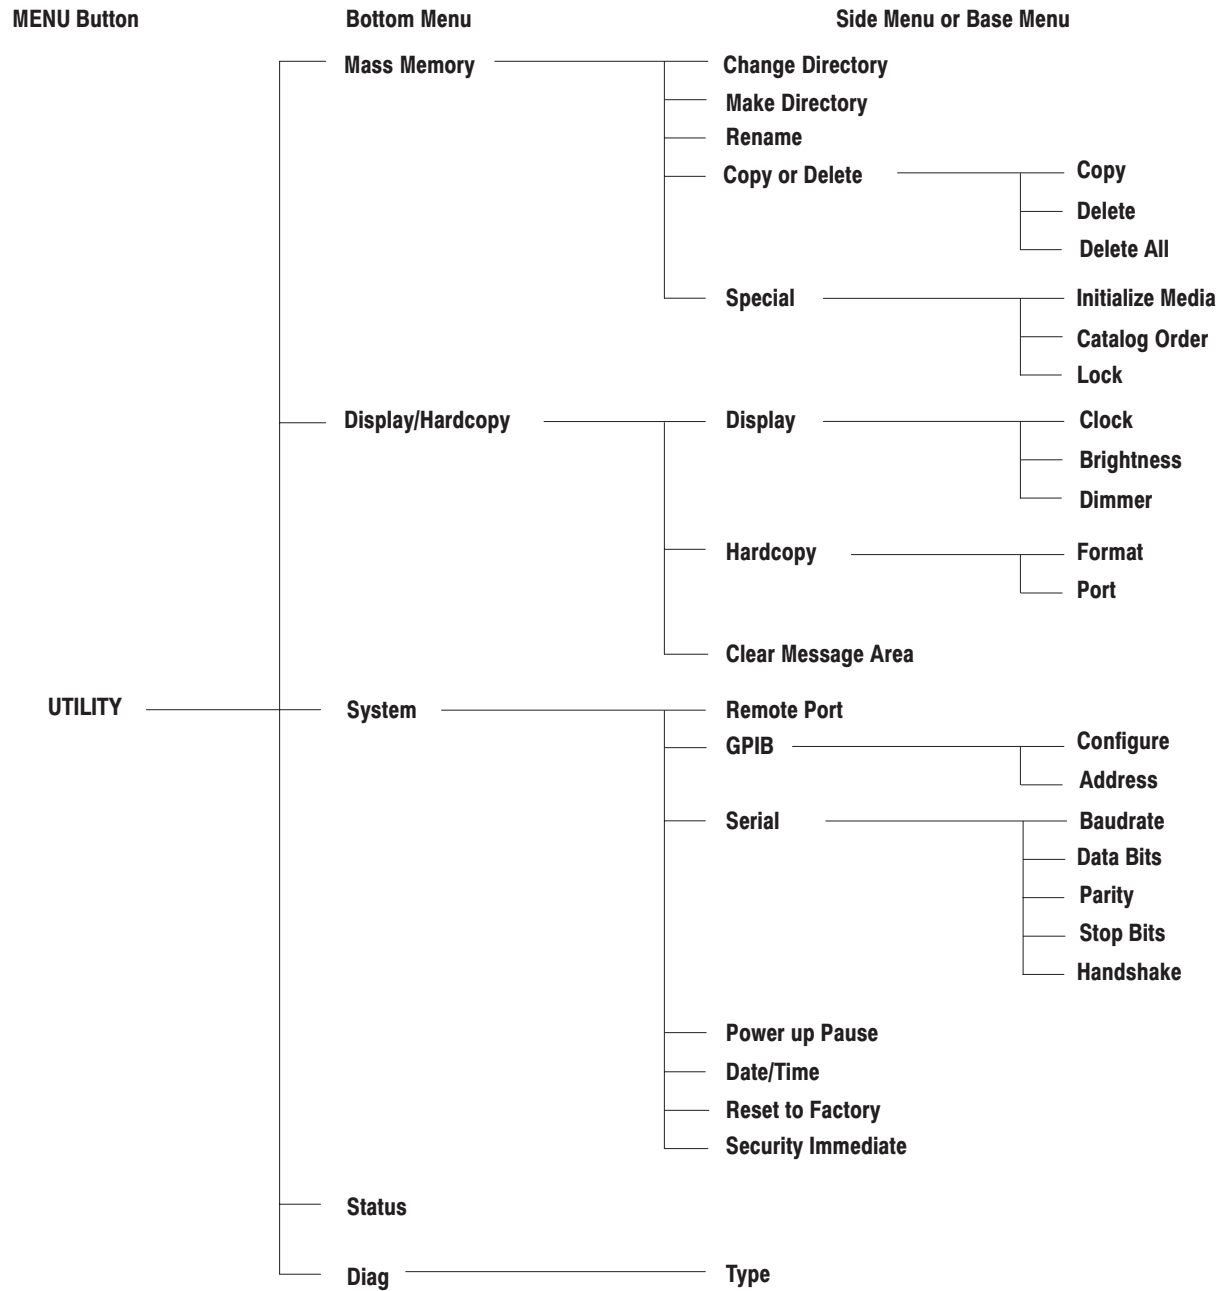 MENU Button
Bottom Menu
Side Menu or Base Menu
Mass Memory
Change Directory
Make Directory
Rename
Copy or Delete
Copy
Delete
Delete All
Special
Initialize Media
Catalog Order
Lock
Display/Hardcopy
Display
Clock
Brightness
Dimmer
Hardcopy
Format
Port
Clear Message Area
UTILITY
System
Remote Port
GPIB
Configure
Address
Serial
Baudrate
Data Bits
Parity
Stop Bits
Handshake
Power up Pause
Date/Time
Reset to Factory
Security Immediate
Status
Diag
Type